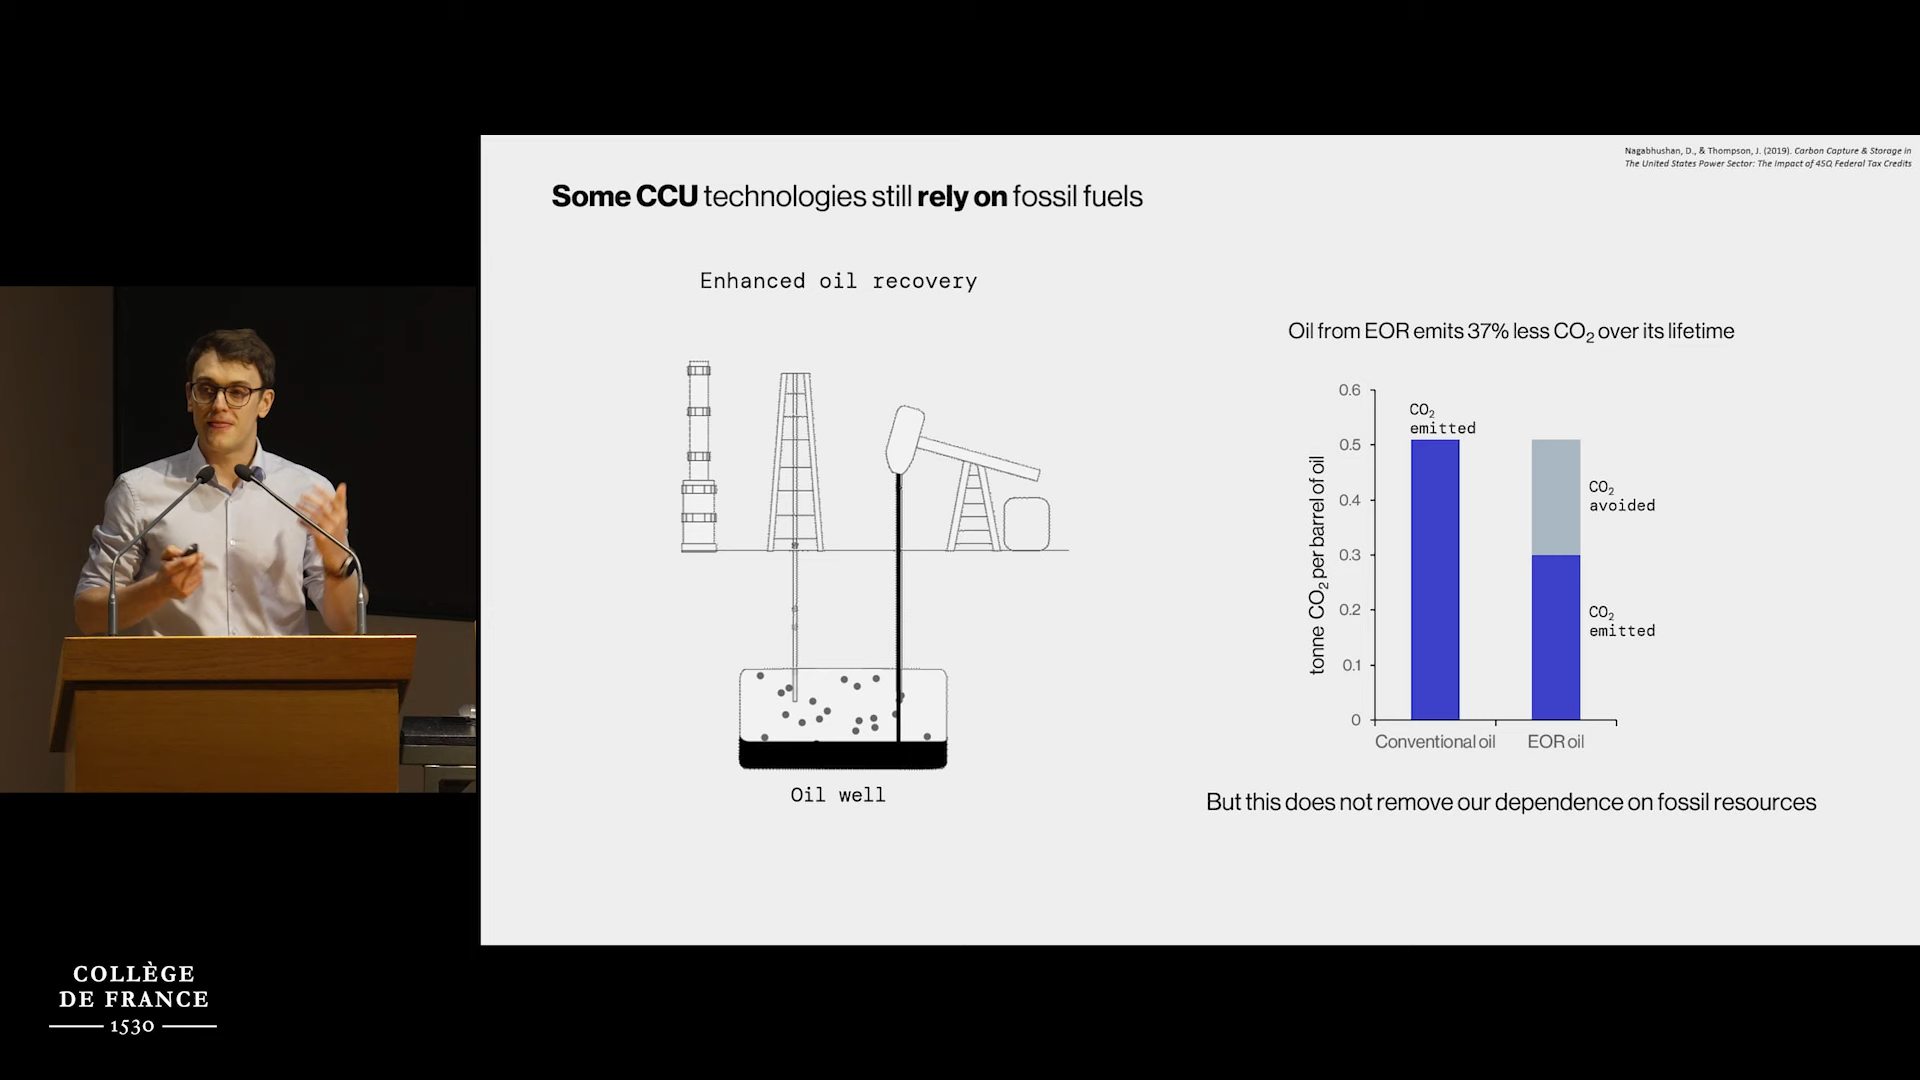 Nagabhushan, D., & Thompson, J. (2019). Carbon Capture & Storage in
The United States Power Sector: The Impact of 45Q Federal Tax Credits
Some CCU technologies still rely on fossil fuels
Enhanced oil recovery
Oil well
Oil from EOR emits 37% less CO₂ over its lifetime
tonne CO₂ per barrel of oil
0.6
0.5
0.4
0.3
0.2
0.1
0
CO₂
emitted
CO₂
avoided
CO₂
emitted
Conventional oil
EOR oil
But this does not remove our dependence on fossil resources
COLLÈGE
DE FRANCE
1530